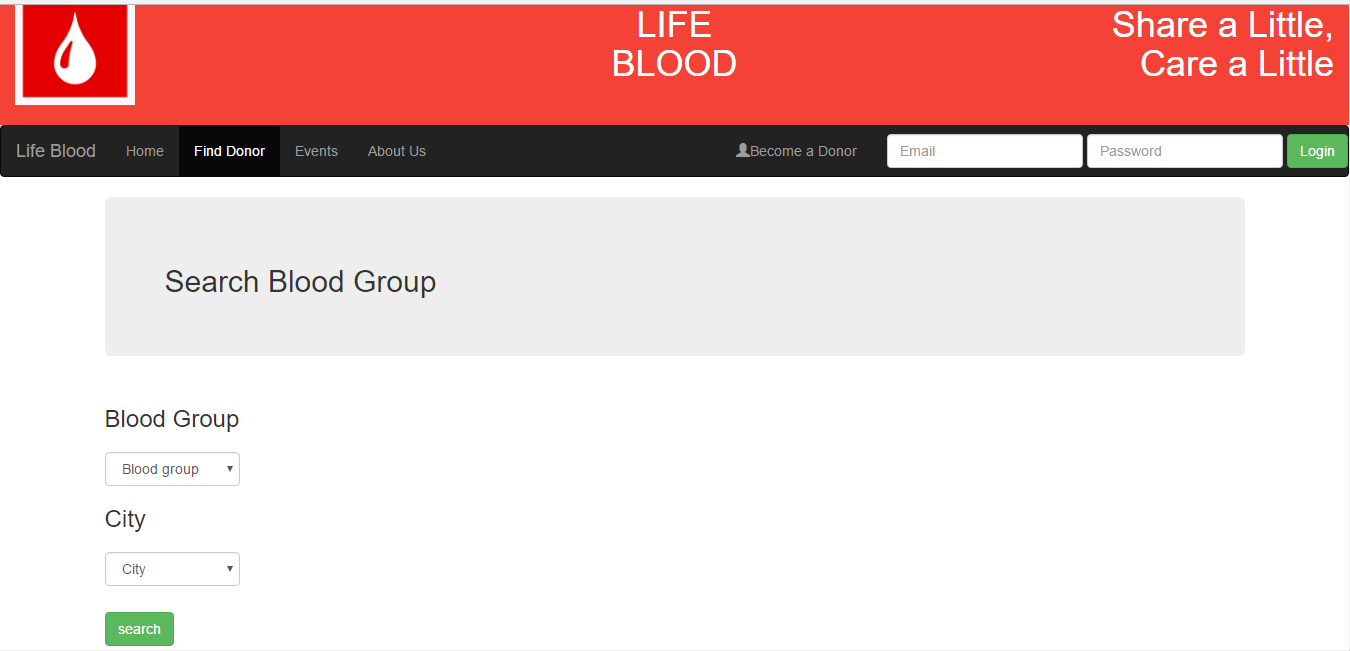 LIFE
BLOOD
Share a Little,
Care a Little
Life Blood Home Find Donor Events About Us Become a Donor Email Password Login
Search Blood Group
Blood Group
Blood group
City
City
search